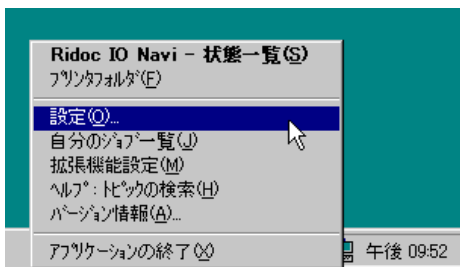 Ridoc IO Navi - 状態一覧(S)
プリンタフォルダ(F)
設定(O)...
自分のジョブ一覧(J)
拡張機能設定(M)
ヘルプ:トピックの検索(H)
バージョン情報(A)...
アプリケーションの終了(X)
午後 09:52